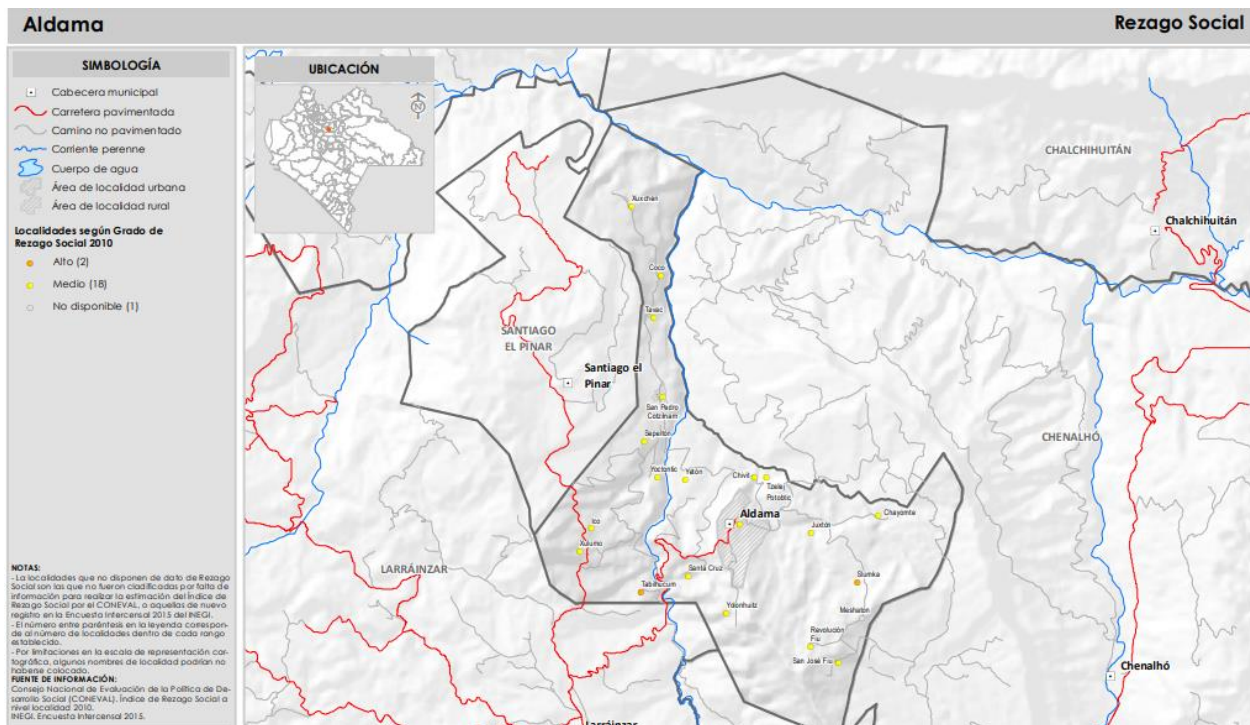 Aldama
Rezago Social
SIMBOLOGÍA
Cabecera municipal
Carretera pavimentada
Camino no pavimentado
Corriente perenne
Cuerpo de agua
Área de localidad urbana
Área de localidad rural
Localidades según Grado de
Rezago Social 2010
Alto (2)
Medio (18)
No disponible (1)
NOTAS:
- La localidades que no disponen de dato de Rezago
Social son las que no fueron clasificadas por falta de
información para realizar la estimación del Índice de
Rezago Social por el CONEVAL, o aquellas de nuevo
registro en la Encuesta Intercensal 2015 del INEGI.
- El número entre paréntesis en la leyenda correspon-
de al número de localidades dentro de cada rango
establecido.
- Por limitaciones en la escala de representación car-
tográfica, algunos nombres de localidad podrían no
haberse colocado.
FUENTE DE INFORMACIÓN:
Consejo Nacional de Evaluación de la Política de De-
sarrollo Social (CONEVAL). Índice de Rezago Social a
nivel localidad 2010.
INEGI. Encuesta Intercensal 2015.
UBICACIÓN
N
CHALCHIHUITÁN
Xuxchén
Chalchihuitán
Coco
Tavac
SANTIAGO
EL PINAR
Santiago el
Pinar
San Pedro
Cotzilnam
Sepeltón
CHENALHÓ
Yoctontic
Yetón
Chivit
Tzelej
Potobtic
Aldama
Chayomte
Ico
Juxtón
Xulumo
LARRÁINZAR
Santa Cruz
Slumka
Tabilhucum
Yolonhuitz
Meshaton
Revolución
Fiu
San José Fiu
Chenalhó
Larráinzar